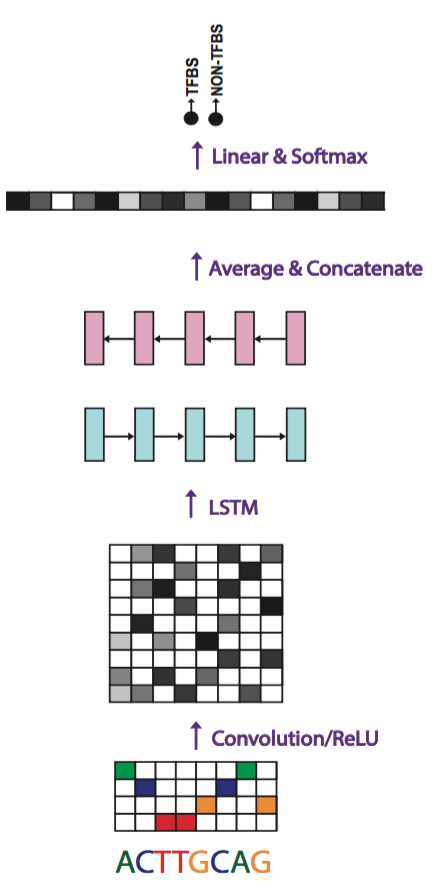 TFBS
NON-TFBS
Linear & Softmax
Average & Concatenate
LSTM
Convolution/ReLU
ACTTGCAG